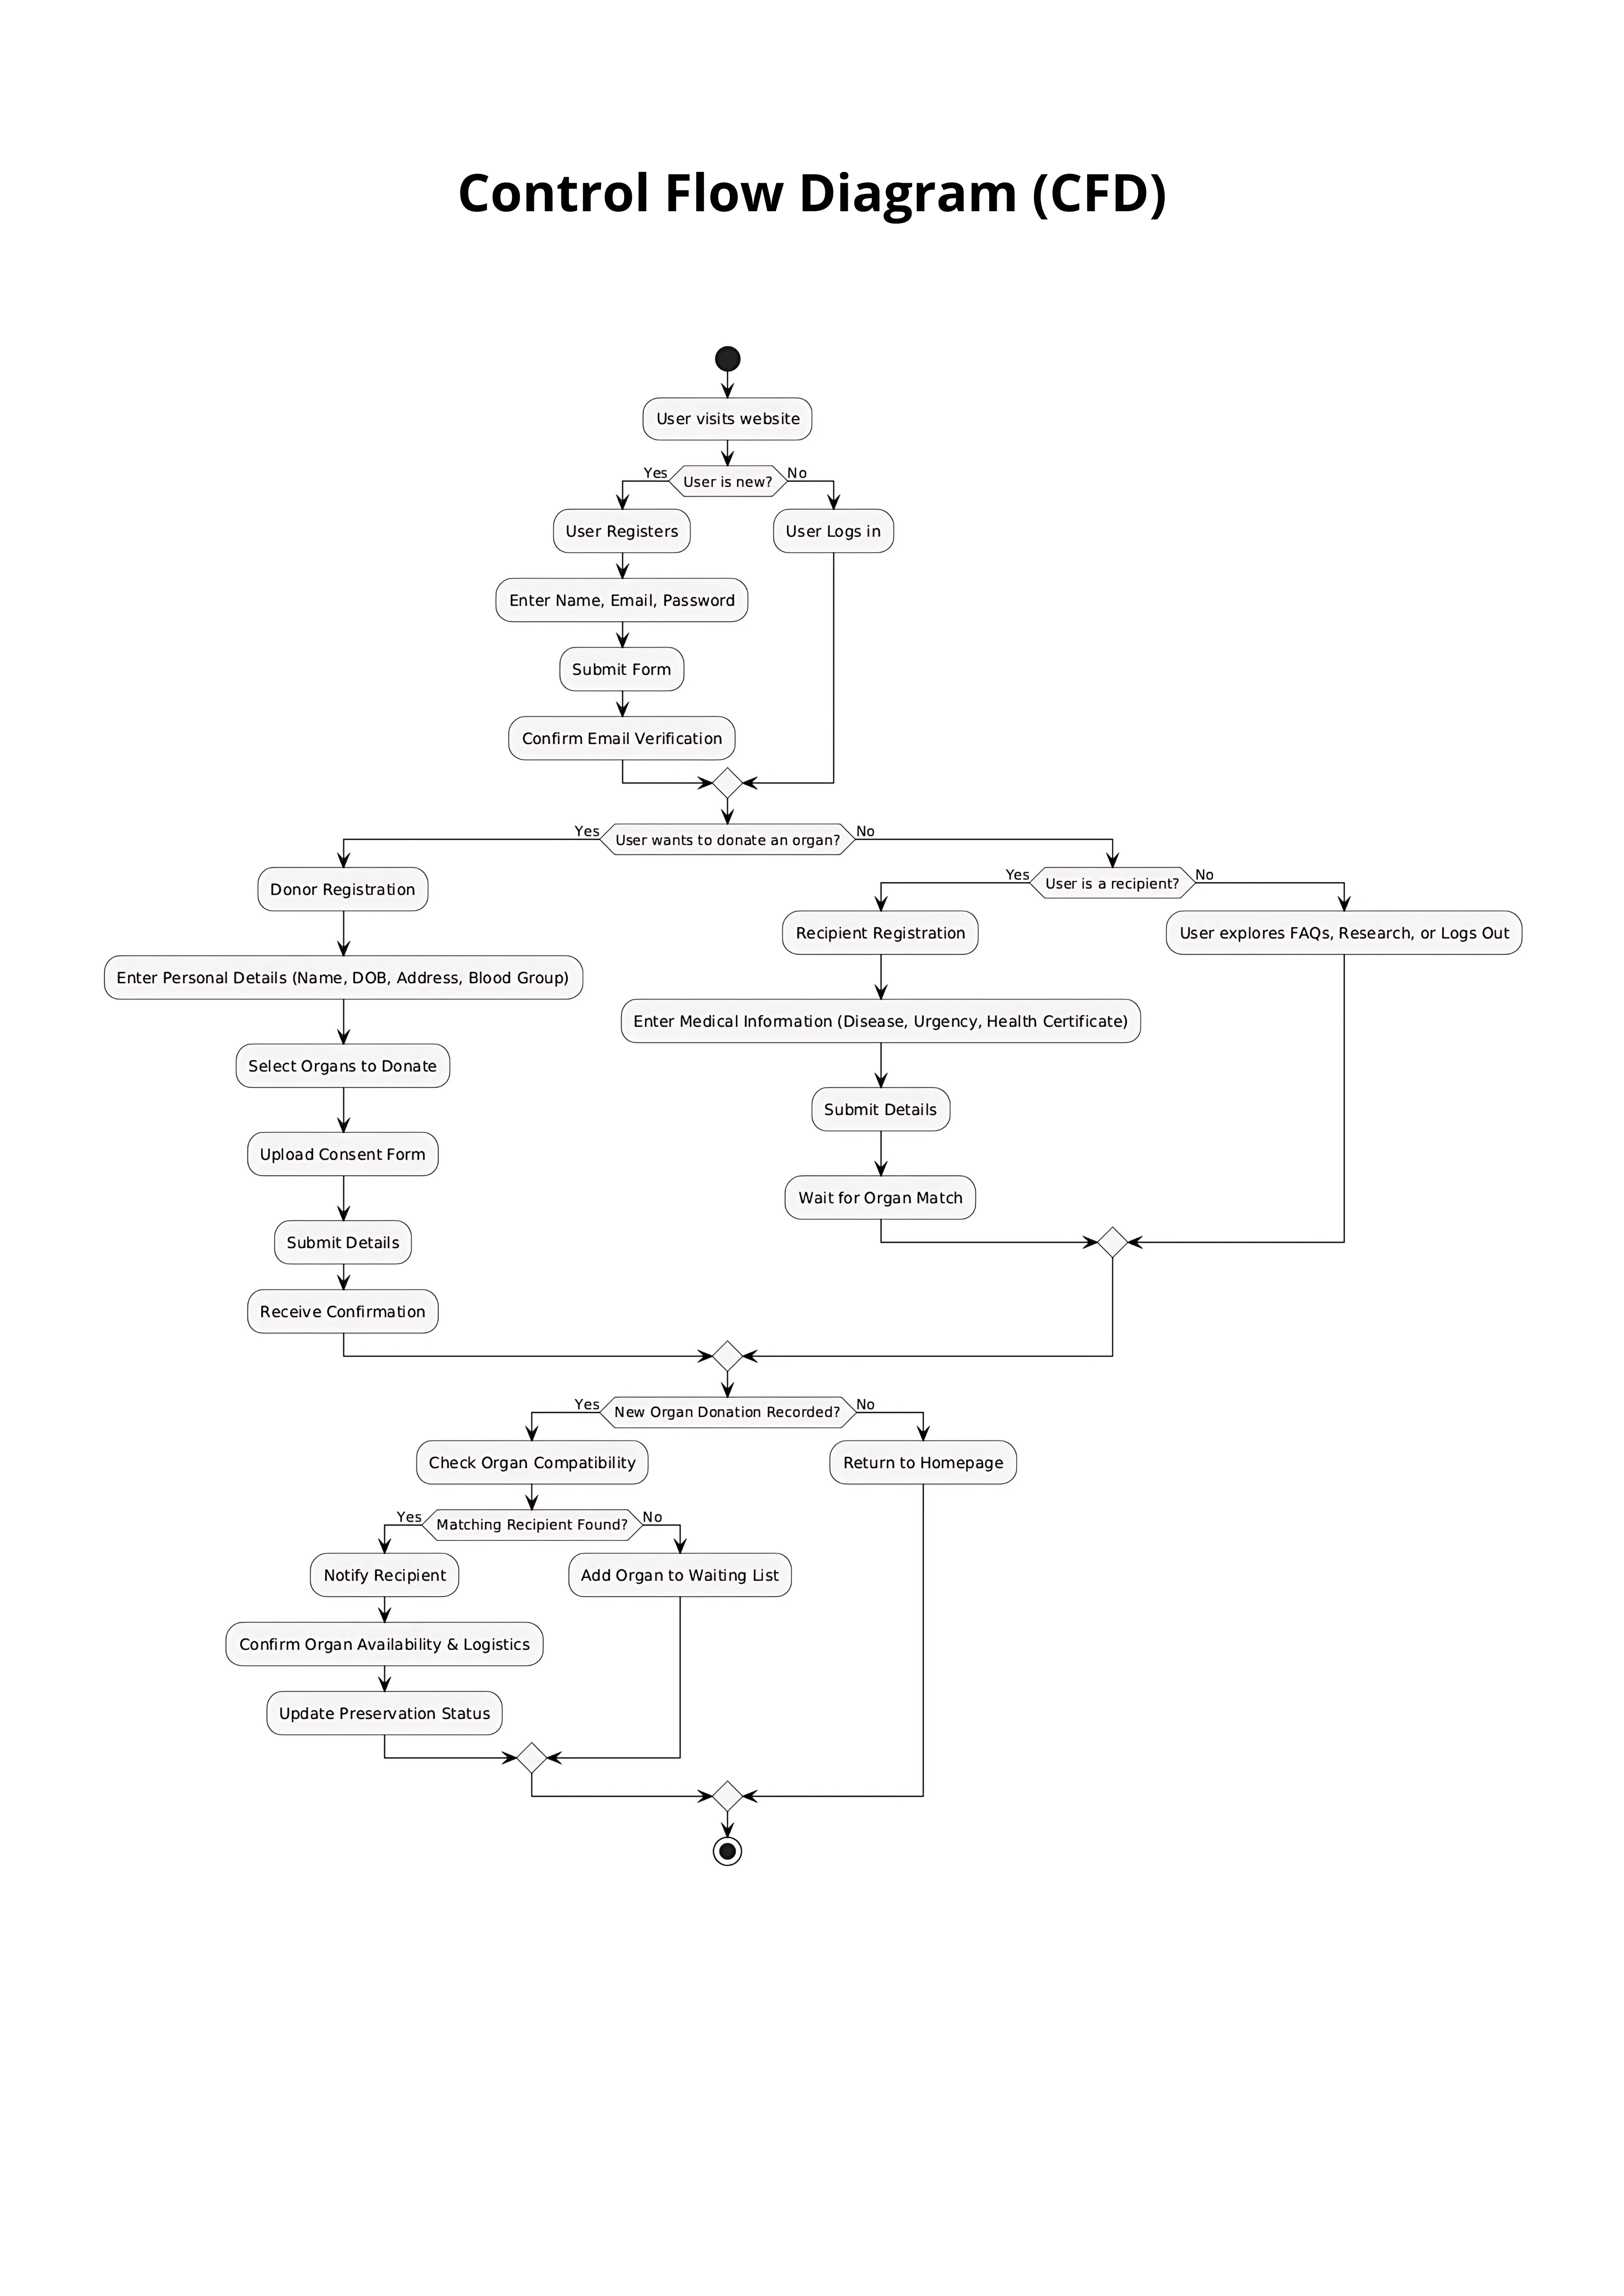 Control Flow Diagram (CFD)
User visits website
Yes
User is new?
No
User Registers
User Logs in
Enter Name, Email, Password
Submit Form
Confirm Email Verification
Yes
User wants to donate an organ?
No
Donor Registration
Enter Personal Details (Name, DOB, Address, Blood Group)
Select Organs to Donate
Upload Consent Form
Submit Details
Receive Confirmation
Yes
User is a recipient?
No
Recipient Registration
User explores FAQs, Research, or Logs Out
Enter Medical Information (Disease, Urgency, Health Certificate)
Submit Details
Wait for Organ Match
Yes
New Organ Donation Recorded?
No
Check Organ Compatibility
Return to Homepage
Yes
Matching Recipient Found?
No
Notify Recipient
Add Organ to Waiting List
Confirm Organ Availability & Logistics
Update Preservation Status